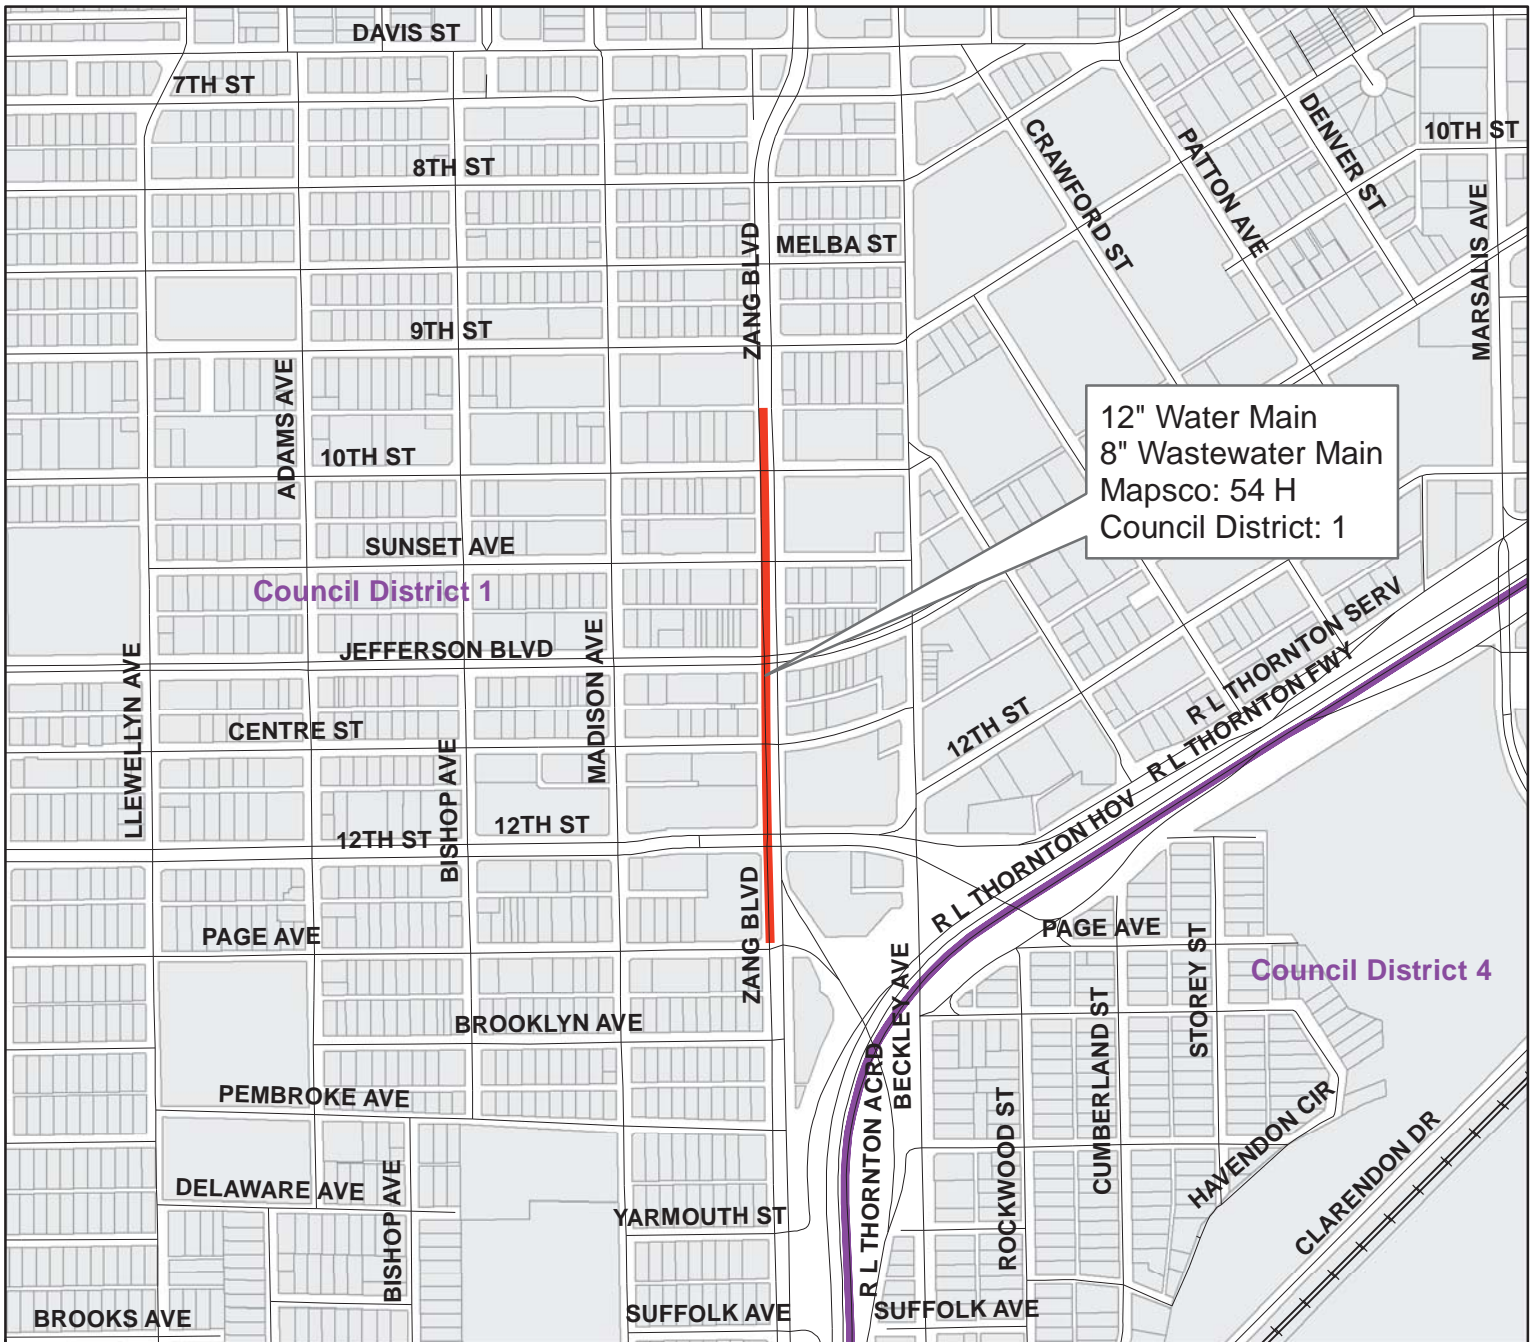 DAVIS ST
7TH ST
8TH ST
MELBA ST
9TH ST
ZANG BLVD
CRAWFORD ST
PATTON AVE
DENVER ST
10TH ST
MARSALIS AVE
ADAMS AVE
10TH ST
12" Water Main
8" Wastewater Main
Mapsco: 54 H
Council District: 1
SUNSET AVE
Council District 1
JEFFERSON BLVD
LLEWELLYN AVE
MADISON AVE
CENTRE ST
BISHOP AVE
12TH ST
12TH ST
12TH ST
R L THORNTON SERV
R L THORNTON FWY
R L THORNTON HOV
ZANG BLVD
PAGE AVE
PAGE AVE
BECKLEY AVE
STOREY ST
Council District 4
BROOKLYN AVE
CUMBERLAND ST
PEMBROKE AVE
R L THORNTON ACRD
ROCKWOOD ST
HAVENDON CIR
CLARENDON DR
DELAWARE AVE
BISHOP AVE
YARMOUTH ST
BROOKS AVE
SUFFOLK AVE
SUFFOLK AVE